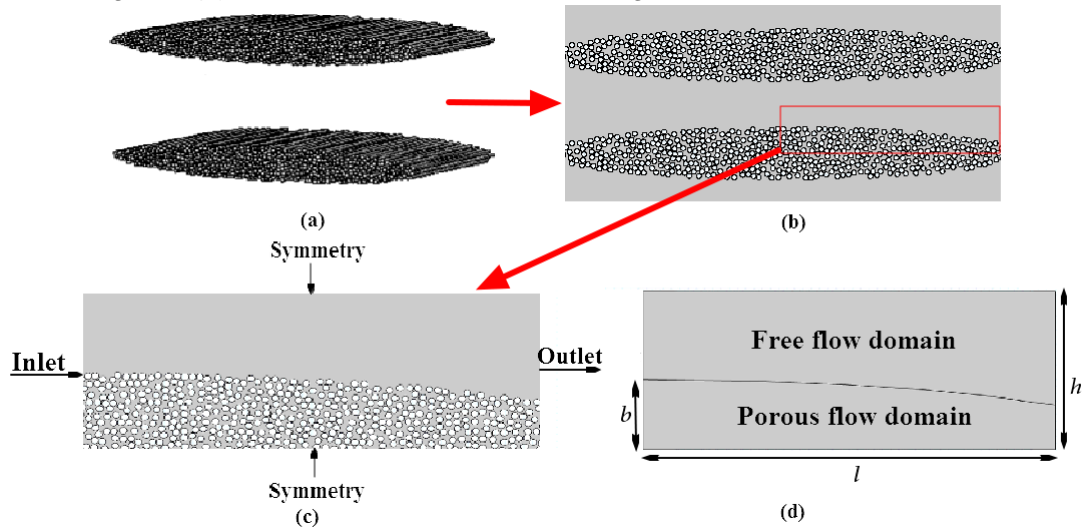 (a)
(b)
Symmetry
Inlet
Outlet
Symmetry
(c)
Free flow domain
Porous flow domain
b
h
l
(d)